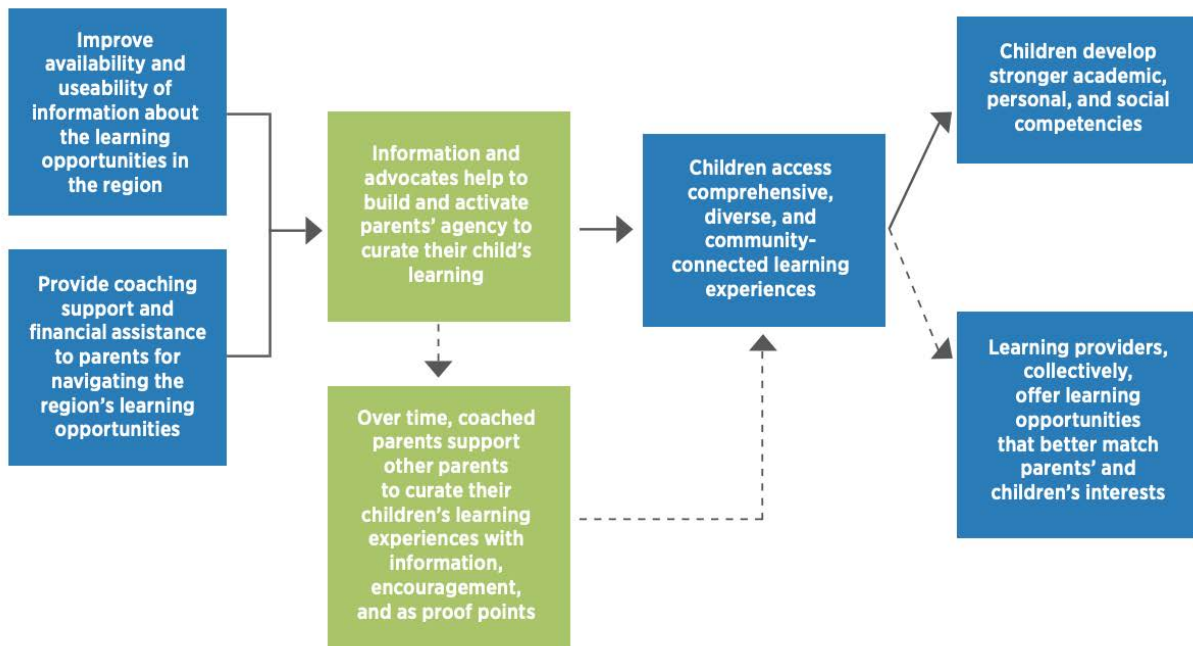 Improve
availability and
useability of
information about
the learning
opportunities in
the region
Provide coaching
support and
financial assistance
to parents for
navigating the
region's learning
opportunities
Information and
advocates help to
build and activate
parents' agency to
curate their child's
learning
Over time, coached
parents support
other parents
to curate their
children's learning
experiences with
information,
encouragement,
and as proof points
Children access
comprehensive,
diverse, and
community-
connected learning
experiences
Children develop
stronger academic,
personal, and social
competencies
Learning providers,
collectively,
offer learning
opportunities
that better match
parents' and
children's interests